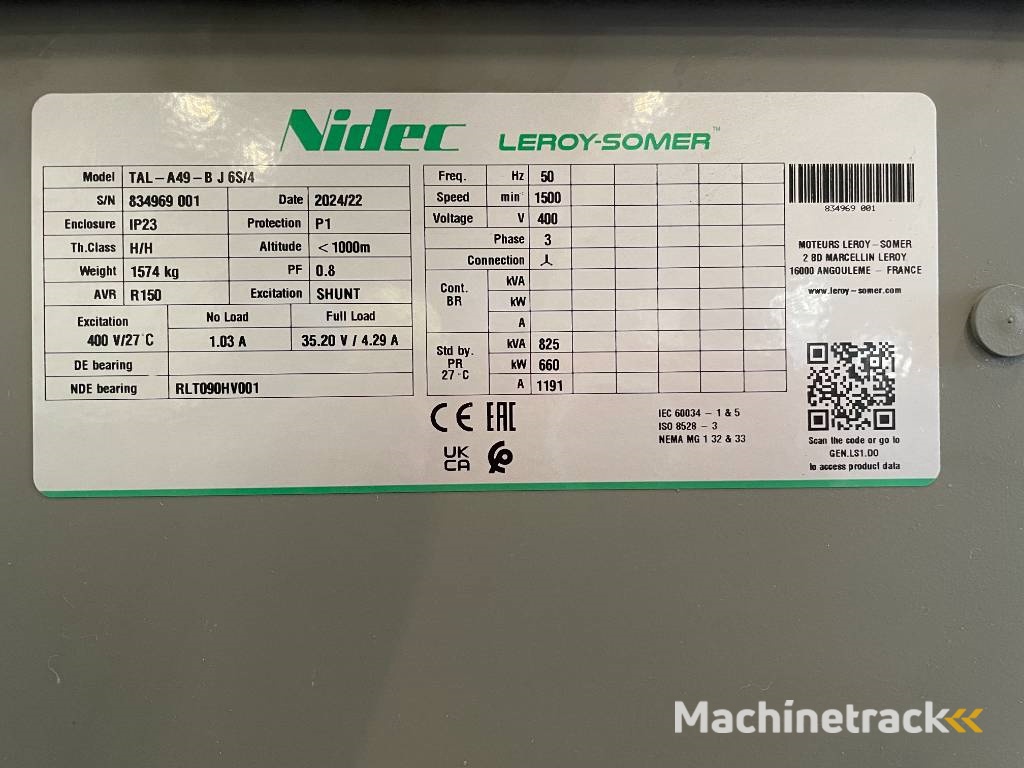 Nidec LEROY-SOMER™
Model TAL-A49-B J 6S/4
S/N 834969 001 Date 2024/22
Enclosure IP23 Protection P1
Th.Class H/H Altitude < 1000m
Weight 1574 kg PF 0.8
AVR R150 Excitation SHUNT
Excitation No Load Full Load
400 V/27°C 1.03 A 35.20 V / 4.29 A
DE bearing
NDE bearing RLT090HV001
Freq. Hz 50
Speed min⁻ 1500
Voltage V 400
Phase 3
Connection
Cont. BR kVA
kW
A
Std by. PR 27°C kVA 825
kW 660
A 1191
CE EAC
UK CA
IEC 60034 - 1 & 5
ISO 8528 - 3
NEMA MG 1 32 & 33
834969 001
MOTEURS LEROY-SOMER
2 BD MARCELLIN LEROY
16000 ANGOULEME - FRANCE
www.leroy-somer.com
Scan the code or go to
GEN.LS1.DO
to access product data
Machinetrack